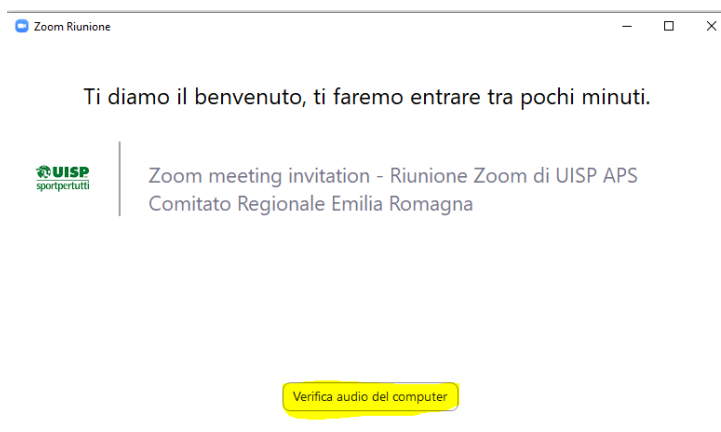 Zoom Riunione
Ti diamo il benvenuto, ti faremo entrare tra pochi minuti.
UISP
sportpertutti
Zoom meeting invitation - Riunione Zoom di UISP APS
Comitato Regionale Emilia Romagna
Verifica audio del computer